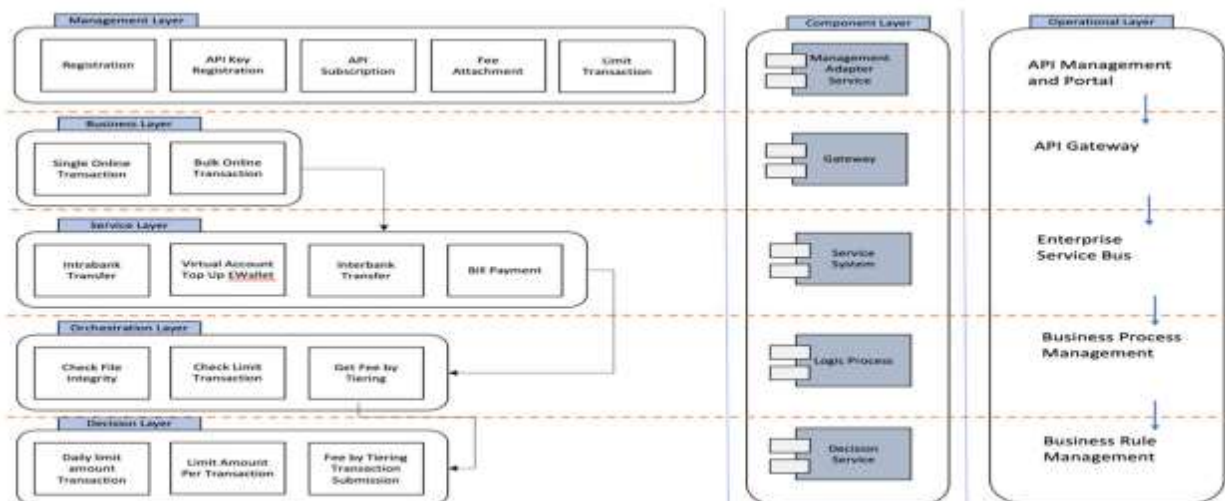 Management Layer
Registration
API Key
Registration
API
Subscription
Fee
Attachment
Limit
Transaction
Business Layer
Single Online
Transaction
Bulk Online
Transaction
Service Layer
Intrabank
Transfer
Virtual Account
Top Up EWallet
Interbank
Transfer
Bill Payment
Orchestration Layer
Check File
Integrity
Check Limit
Transaction
Get Fee by
Tiering
Decision Layer
Daily limit
amount
Transaction
Limit Amount
Per Transaction
Fee by Tiering
Transaction
Submission
Component Layer
Management
Adapter
Service
Gateway
Service
System
Logic Process
Decision
Service
Operational Layer
API Management
and Portal
API Gateway
Enterprise
Service Bus
Business Process
Management
Business Rule
Management